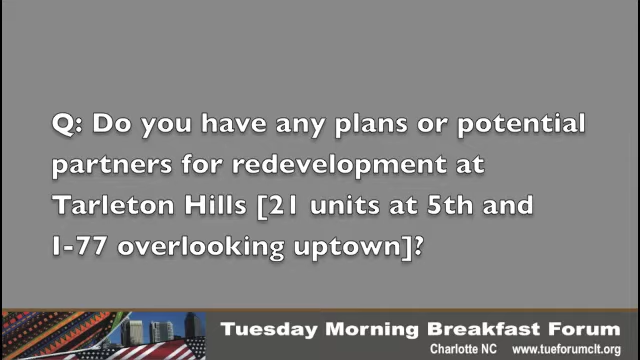 Q: Do you have any plans or potential
partners for redevelopment at
Tarleton Hills [21 units at 5th and
I-77 overlooking uptown]?
Tuesday Morning Breakfast Forum
Charlotte NC www.tueforumclt.org